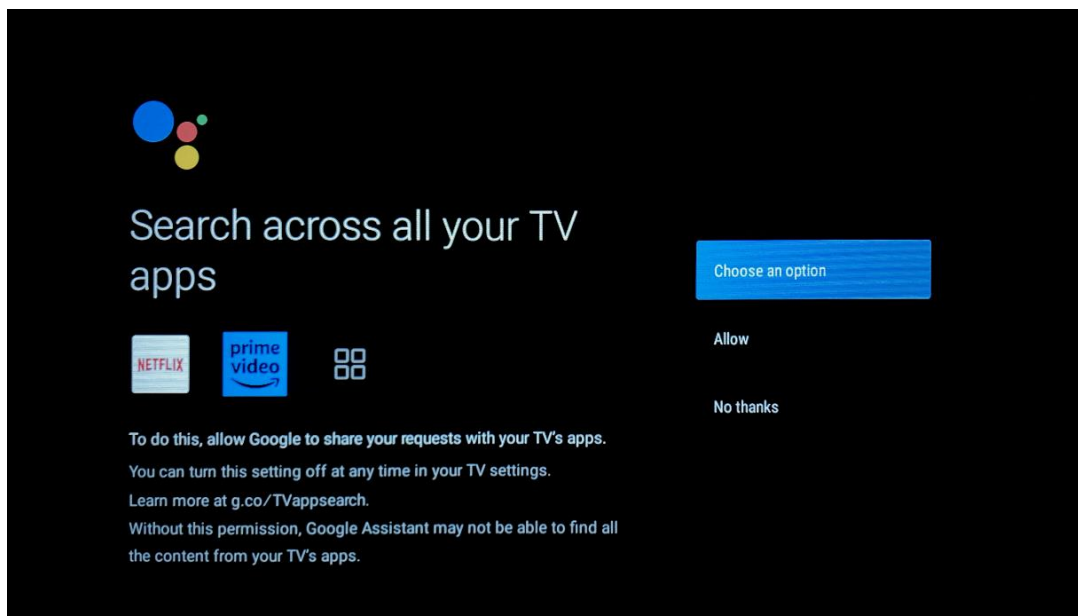 Search across all your TV
apps
NETFLIX
prime
video
To do this, allow Google to share your requests with your TV's apps.
You can turn this setting off at any time in your TV settings.
Learn more at g.co/TVappsearch.
Without this permission, Google Assistant may not be able to find all
the content from your TV's apps.
Choose an option
Allow
No thanks